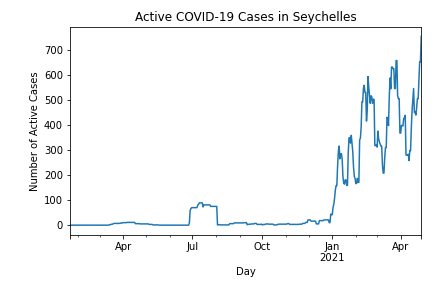 Active COVID-19 Cases in Seychelles
Number of Active Cases
700
600
500
400
300
200
100
0
Apr
Jul
Oct
Jan
2021
Apr
Day